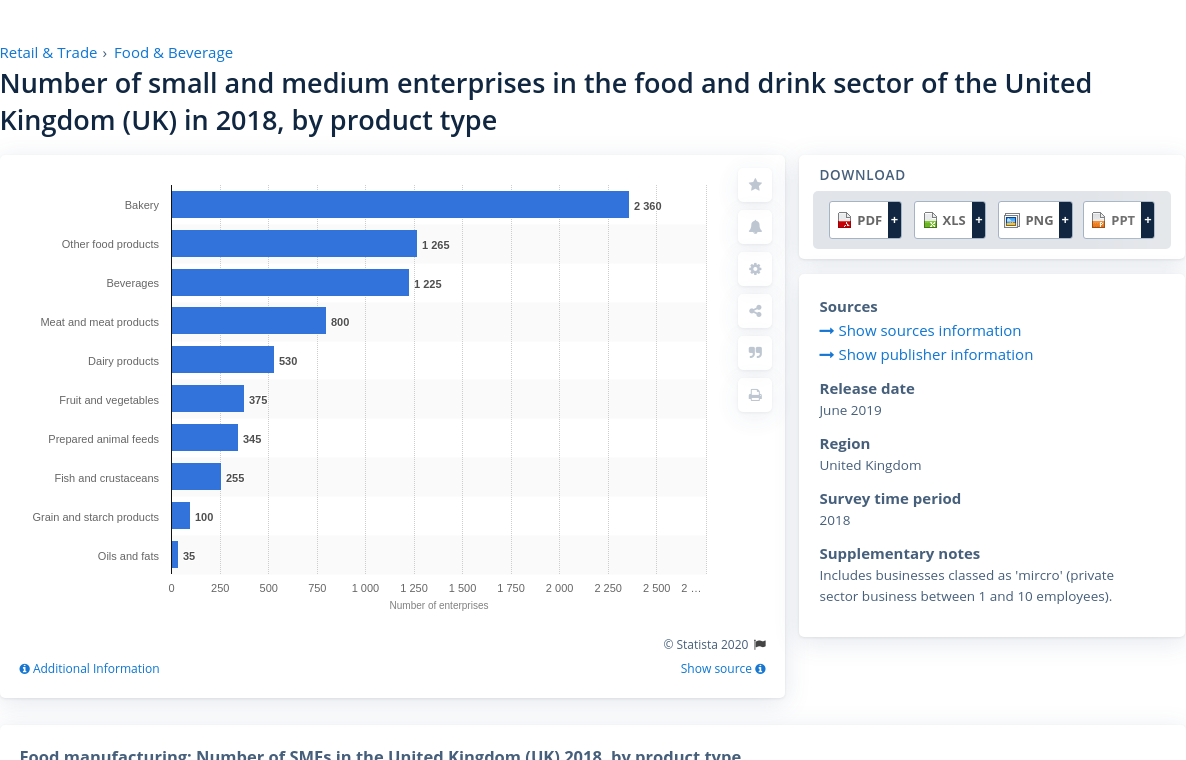 Retail & Trade › Food & Beverage
Number of small and medium enterprises in the food and drink sector of the United
Kingdom (UK) in 2018, by product type
Bakery 2 360
Other food products 1 265
Beverages 1 225
Meat and meat products 800
Dairy products 530
Fruit and vegetables 375
Prepared animal feeds 345
Fish and crustaceans 255
Grain and starch products 100
Oils and fats 35
0 250 500 750 1 000 1 250 1 500 1 750 2 000 2 250 2 500 2 …
Number of enterprises
© Statista 2020
Additional Information
Show source
DOWNLOAD
PDF + XLS + PNG + PPT +
Sources
Show sources information
Show publisher information
Release date
June 2019
Region
United Kingdom
Survey time period
2018
Supplementary notes
Includes businesses classed as 'mircro' (private
sector business between 1 and 10 employees).
Food manufacturing: Number of SMEs in the United Kingdom (UK) 2018, by product type